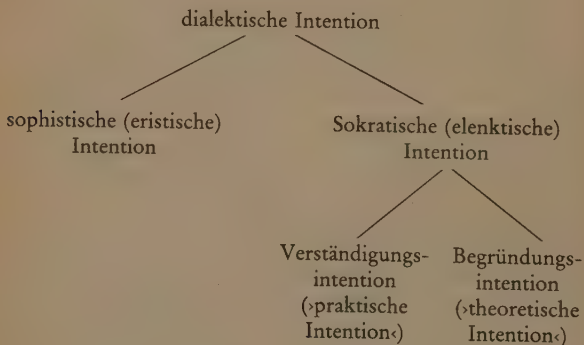 dialektische Intention
sophistische (eristische)
Intention
Sokratische (elenktische)
Intention
Verständigungs-
intention
(›praktische
Intention‹)
Begründungs-
intention
(›theoretische
Intention‹)